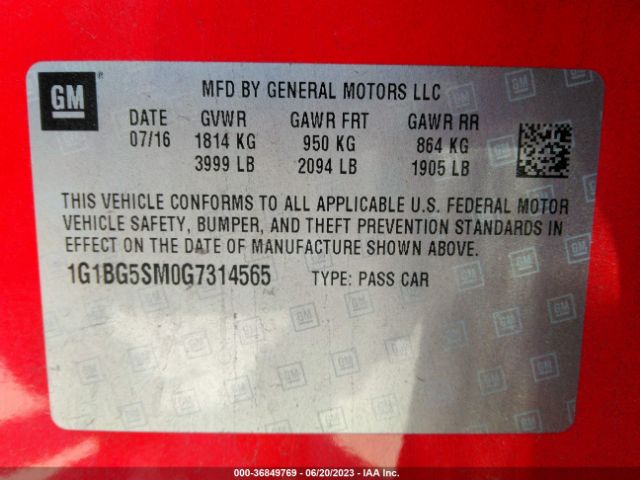 GM
MFD BY GENERAL MOTORS LLC
DATE GVWR GAWR FRT GAWR RR
07/16 1814 KG 950 KG 864 KG
3999 LB 2094 LB 1905 LB
THIS VEHICLE CONFORMS TO ALL APPLICABLE U.S. FEDERAL MOTOR
VEHICLE SAFETY, BUMPER, AND THEFT PREVENTION STANDARDS IN
EFFECT ON THE DATE OF MANUFACTURE SHOWN ABOVE.
1G1BG5SM0G7314565 TYPE: PASS CAR
000-36849769 - 06/20/2023 - IAA Inc.